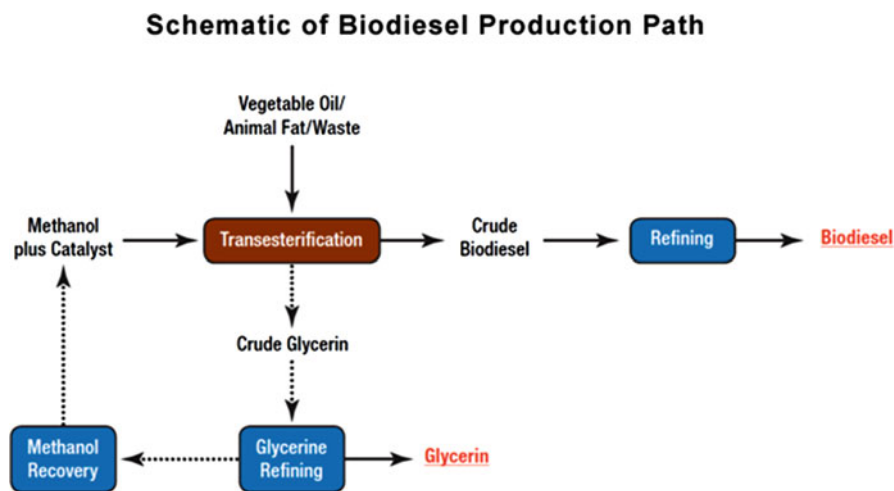 Schematic of Biodiesel Production Path
Vegetable Oil/
Animal Fat/Waste
Methanol
plus Catalyst
Transesterification
Crude
Biodiesel
Refining
Biodiesel
Crude Glycerin
Methanol
Recovery
Glycerine
Refining
Glycerin